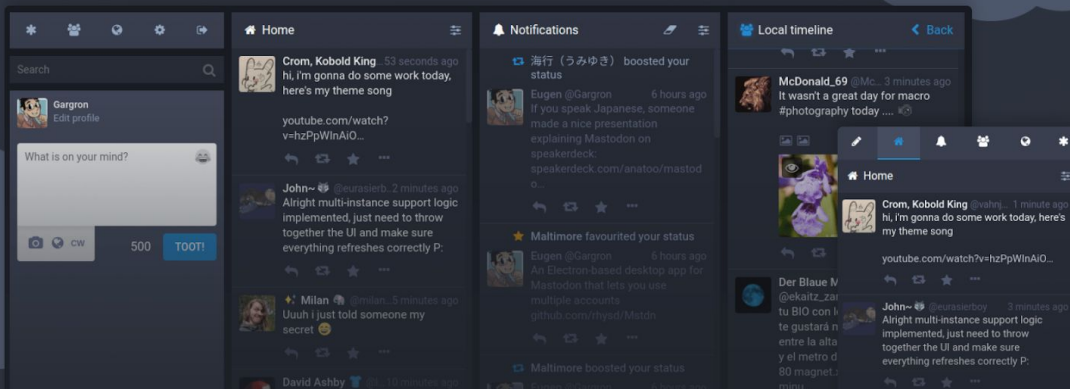 Search
Gargron
Edit profile
What is on your mind?
CW
500
TOOT!
Home
Crom, Kobold King 53 seconds ago
hi, i'm gonna do some work today,
here's my theme song
youtube.com/watch?
v=hzPpWInAiO...
John~ @eurasierb.. 2 minutes ago
Alright multi-instance support logic
implemented, just need to throw
together the UI and make sure
everything refreshes correctly P:
Milan @milan.. 5 minutes ago
Uuuh i just told someone my
secret
David Ashby 10 minutes ago
Notifications
海行（うみゆき） boosted your
status
Eugen @Gargron 6 hours ago
If you speak Japanese, someone
made a nice presentation
explaining Mastodon on
speakerdeck:
speakerdeck.com/anatoo/mastod
o...
Maltimore favourited your status
Eugen @Gargron 6 hours ago
An Electron-based desktop app for
Mastodon that lets you use
multiple accounts
github.com/rhysd/Mstdn
Maltimore boosted your status
Local timeline
Back
McDonald_69 @Mc.. 3 minutes ago
It wasn't a great day for macro
#photography today ....
Der Blaue M
@ekaitz_za
tu BIO con l
te gustará
entre la alta
y el metro d
80 magnet.
Home
Crom, Kobold King @vahnj... 1 minute ago
hi, i'm gonna do some work today, here's
my theme song
youtube.com/watch?v=hzPpWInAiO...
John~ @eurasierboy 3 minutes ago
Alright multi-instance support logic
implemented, just need to throw
together the UI and make sure
everything refreshes correctly P: